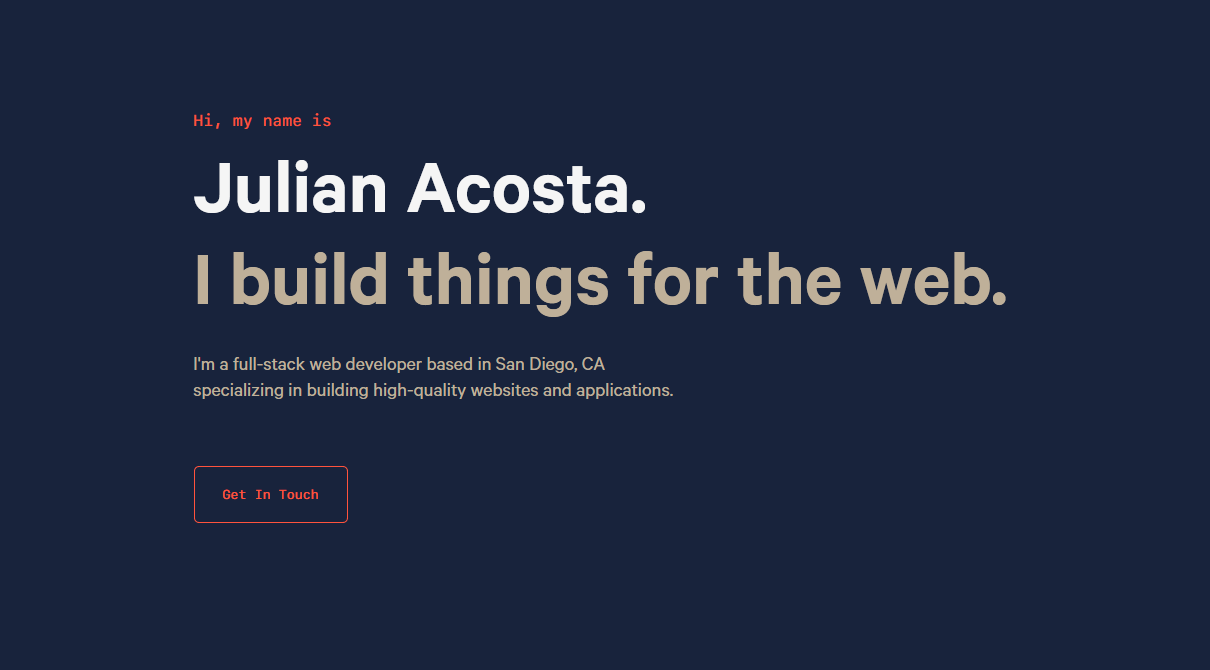 Hi, my name is
Julian Acosta.
I build things for the web.
I'm a full-stack web developer based in San Diego, CA
specializing in building high-quality websites and applications.
Get In Touch